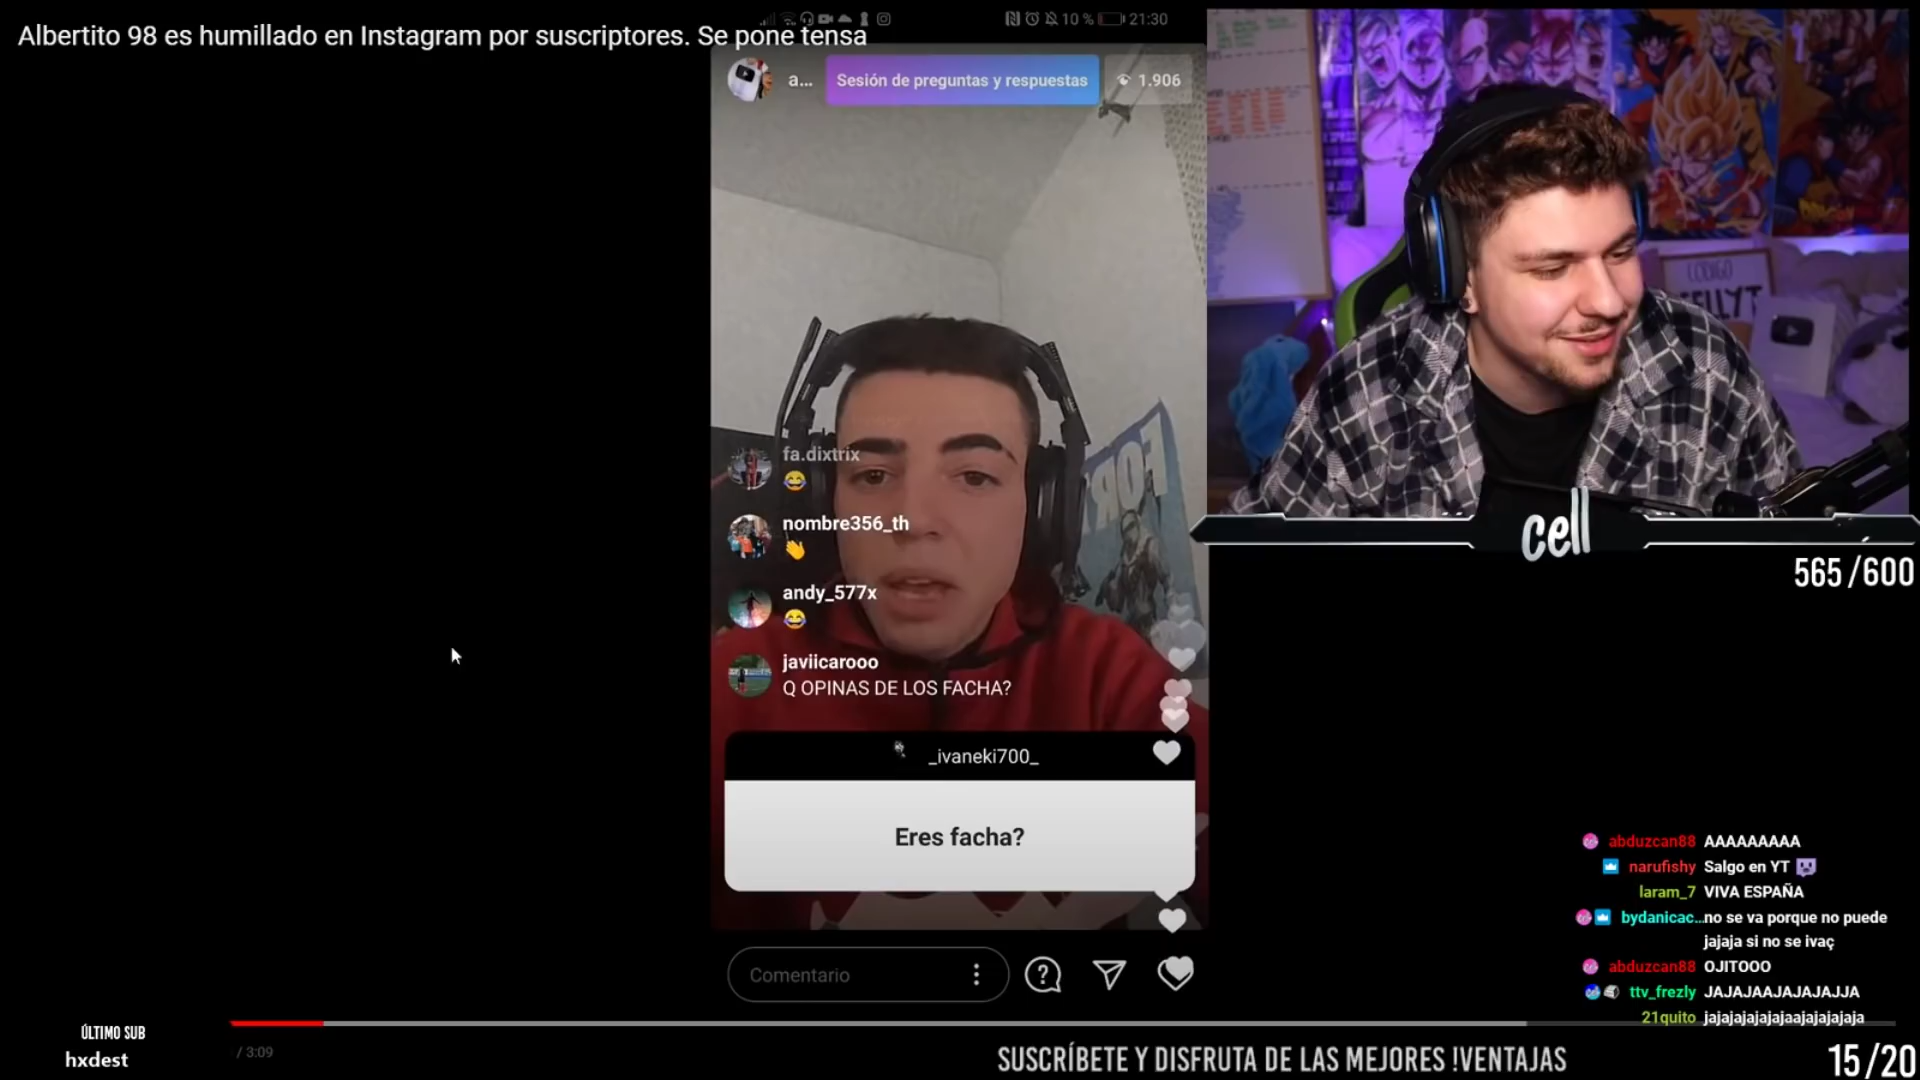 Albertito 98 es humillado en Instagram por suscriptores. Se pone tensa
10 % 21:30
a... Sesión de preguntas y respuestas 1.906
fa.dixtrix
nombre356_th
andy_577x
javiicarooo
Q OPINAS DE LOS FACHA?
_ivaneki700_
Eres facha?
Comentario
FOR
CÓDIGO
cell
565/600
abduzcan88 AAAAAAAAA
narufishy Salgo en YT
laram_7 VIVA ESPAÑA
bydanicac... no se va porque no puede
jajaja si no se ivaç
abduzcan88 OJITOOO
ttv_frezly JAJAJAAJAJAJAJJA
21quito jajajajajajajaajajajajaja
ÚLTIMO SUB
hxdest
/ 3:09
SUSCRÍBETE Y DISFRUTA DE LAS MEJORES !VENTAJAS
15/20